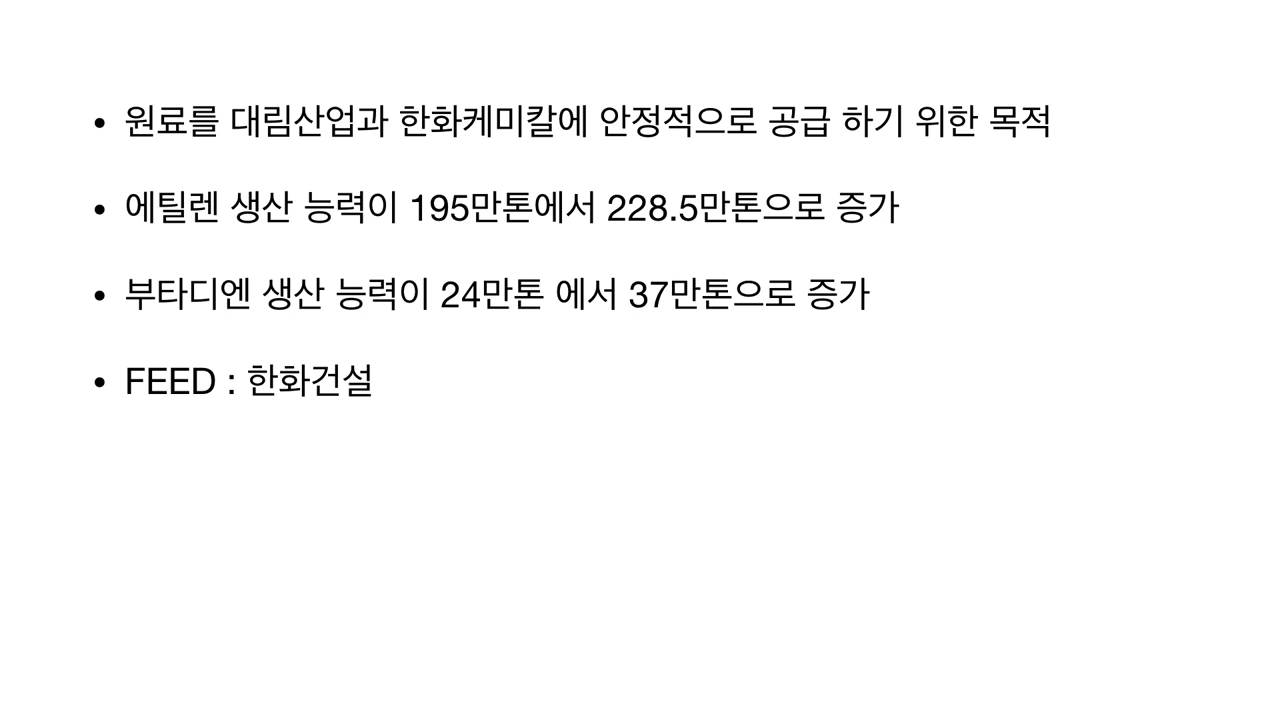 • 원료를 대림산업과 한화케미칼에 안정적으로 공급 하기 위한 목적
• 에틸렌 생산 능력이 195만톤에서 228.5만톤으로 증가
• 부타디엔 생산 능력이 24만톤 에서 37만톤으로 증가
• FEED : 한화건설